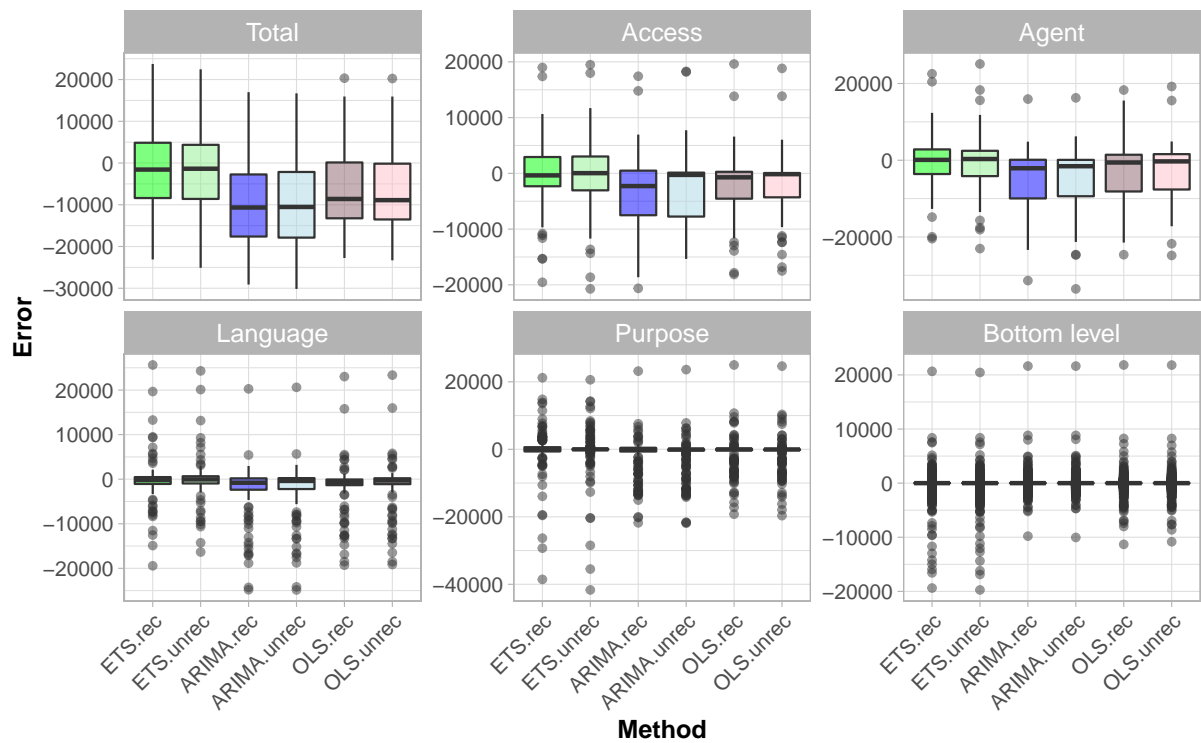 Total
Access
Agent
20000
10000
0
−10000
−20000
−30000
20000
10000
0
−10000
−20000
20000
0
−20000
Error
Language
Purpose
Bottom level
20000
10000
0
−10000
−20000
20000
0
−20000
−40000
20000
10000
0
−10000
−20000
ETS.rec
ETS.unrec
ARIMA.rec
ARIMA.unrec
OLS.rec
OLS.unrec
ETS.rec
ETS.unrec
ARIMA.rec
ARIMA.unrec
OLS.rec
OLS.unrec
ETS.rec
ETS.unrec
ARIMA.rec
ARIMA.unrec
OLS.rec
OLS.unrec
Method